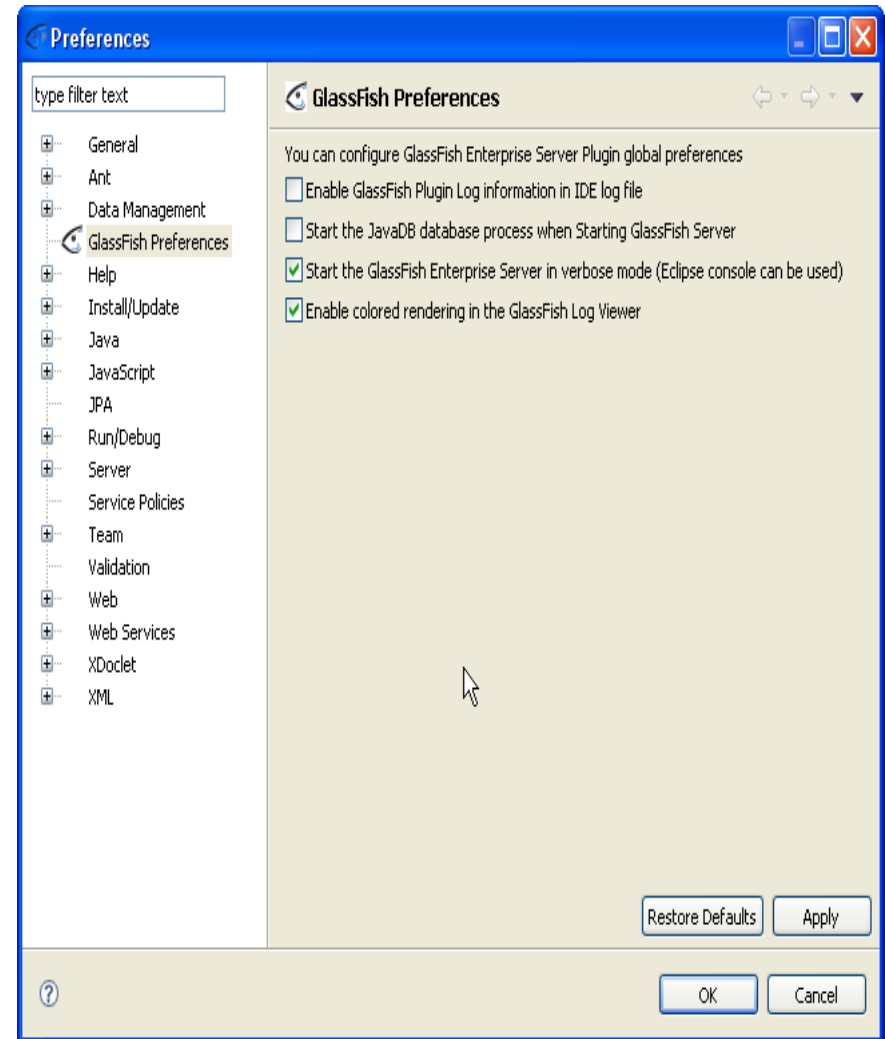 Preferences
type filter text
General
Ant
Data Management
GlassFish Preferences
Help
Install/Update
Java
JavaScript
JPA
Run/Debug
Server
Service Policies
Team
Validation
Web
Web Services
XDoclet
XML
GlassFish Preferences
You can configure GlassFish Enterprise Server Plugin global preferences
Enable GlassFish Plugin Log information in IDE log file
Start the JavaDB database process when Starting GlassFish Server
Start the GlassFish Enterprise Server in verbose mode (Eclipse console can be used)
Enable colored rendering in the GlassFish Log Viewer
Restore Defaults
Apply
?
OK
Cancel